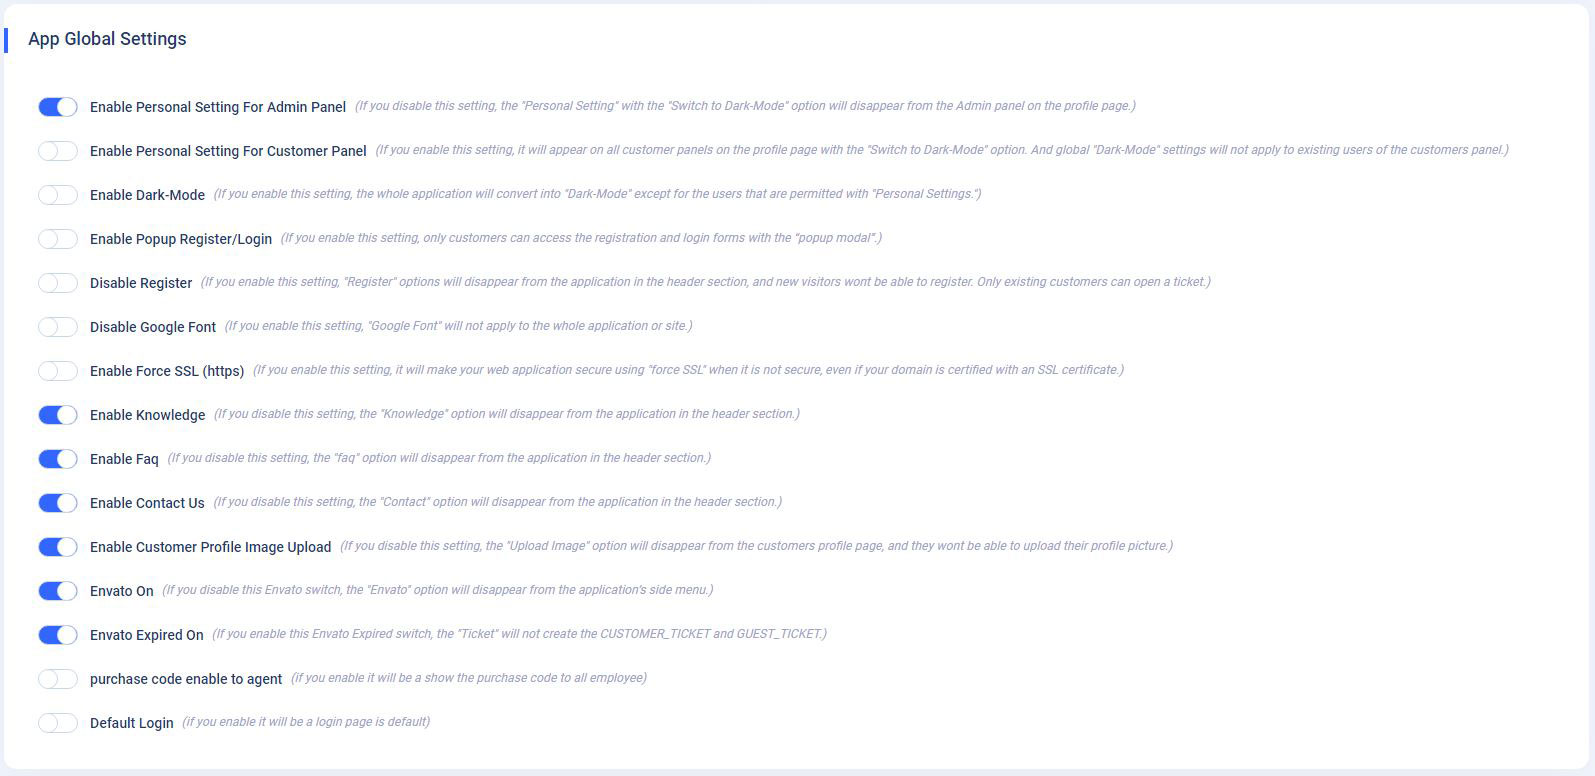 App Global Settings
Enable Personal Setting For Admin Panel (If you disable this setting, the "Personal Setting" with the "Switch to Dark-Mode" option will disappear from the Admin panel on the profile page.)
Enable Personal Setting For Customer Panel (If you enable this setting, it will appear on all customer panels on the profile page with the "Switch to Dark-Mode" option. And global "Dark-Mode" settings will not apply to existing users of the customers panel.)
Enable Dark-Mode (If you enable this setting, the whole application will convert into "Dark-Mode" except for the users that are permitted with "Personal Settings.")
Enable Popup Register/Login (If you enable this setting, only customers can access the registration and login forms with the "popup modal".)
Disable Register (If you enable this setting, "Register" options will disappear from the application in the header section, and new visitors wont be able to register. Only existing customers can open a ticket.)
Disable Google Font (If you enable this setting, "Google Font" will not apply to the whole application or site.)
Enable Force SSL (https) (If you enable this setting, it will make your web application secure using "force SSL" when it is not secure, even if your domain is certified with an SSL certificate.)
Enable Knowledge (If you disable this setting, the "Knowledge" option will disappear from the application in the header section.)
Enable Faq (If you disable this setting, the "faq" option will disappear from the application in the header section.)
Enable Contact Us (If you disable this setting, the "Contact" option will disappear from the application in the header section.)
Enable Customer Profile Image Upload (If you disable this setting, the "Upload Image" option will disappear from the customers profile page, and they wont be able to upload their profile picture.)
Envato On (If you disable this Envato switch, the "Envato" option will disappear from the application's side menu.)
Envato Expired On (If you enable this Envato Expired switch, the "Ticket" will not create the CUSTOMER_TICKET and GUEST_TICKET.)
purchase code enable to agent (if you enable it will be a show the purchase code to all employee)
Default Login (if you enable it will be a login page is default)